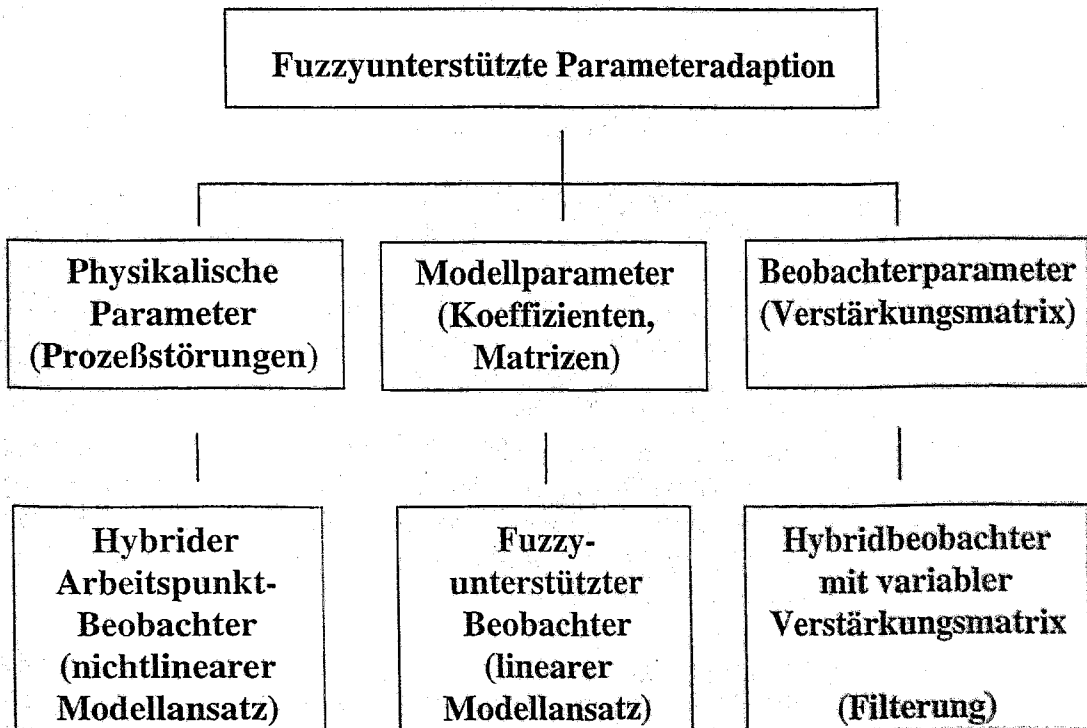 Fuzzyunterstützte Parameteradaption
Physikalische
Parameter
(Prozeßstörungen)
Modellparameter
(Koeffizienten,
Matrizen)
Beobachterparameter
(Verstärkungsmatrix)
Hybrider
Arbeitspunkt-
Beobachter
(nichtlinearer
Modellansatz)
Fuzzy-
unterstützter
Beobachter
(linearer
Modellansatz)
Hybridbeobachter
mit variabler
Verstärkungsmatrix
(Filterung)